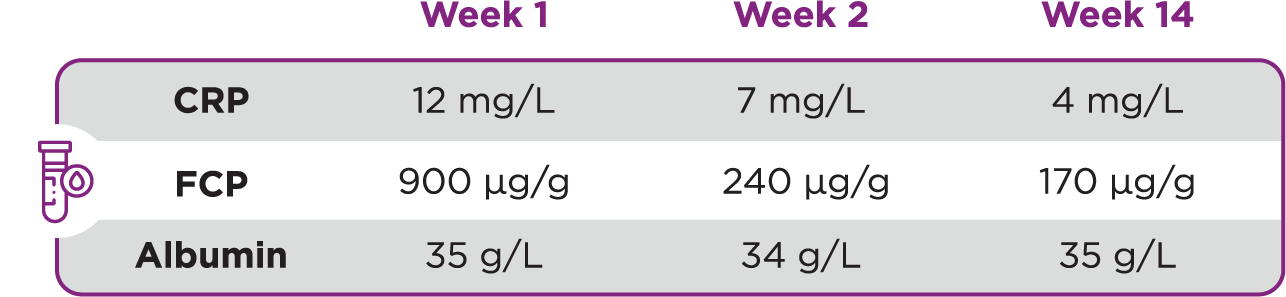 Week 1 Week 2 Week 14
CRP 12 mg/L 7 mg/L 4 mg/L
FCP 900 µg/g 240 µg/g 170 µg/g
Albumin 35 g/L 34 g/L 35 g/L